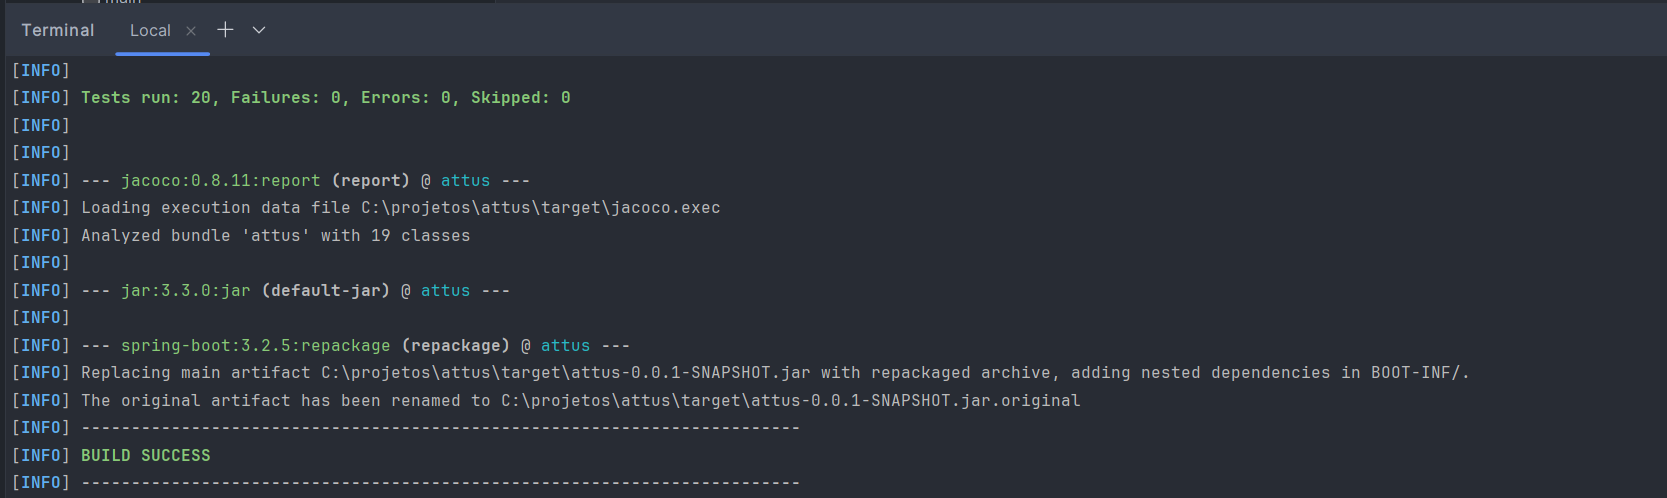 main
Terminal Local
[INFO]
[INFO] Tests run: 20, Failures: 0, Errors: 0, Skipped: 0
[INFO]
[INFO]
[INFO] --- jacoco:0.8.11:report (report) @ attus ---
[INFO] Loading execution data file C:\projetos\attus\target\jacoco.exec
[INFO] Analyzed bundle 'attus' with 19 classes
[INFO]
[INFO] --- jar:3.3.0:jar (default-jar) @ attus ---
[INFO]
[INFO] --- spring-boot:3.2.5:repackage (repackage) @ attus ---
[INFO] Replacing main artifact C:\projetos\attus\target\attus-0.0.1-SNAPSHOT.jar with repackaged archive, adding nested dependencies in BOOT-INF/.
[INFO] The original artifact has been renamed to C:\projetos\attus\target\attus-0.0.1-SNAPSHOT.jar.original
[INFO] ------------------------------------------------------------------------
[INFO] BUILD SUCCESS
[INFO] ------------------------------------------------------------------------